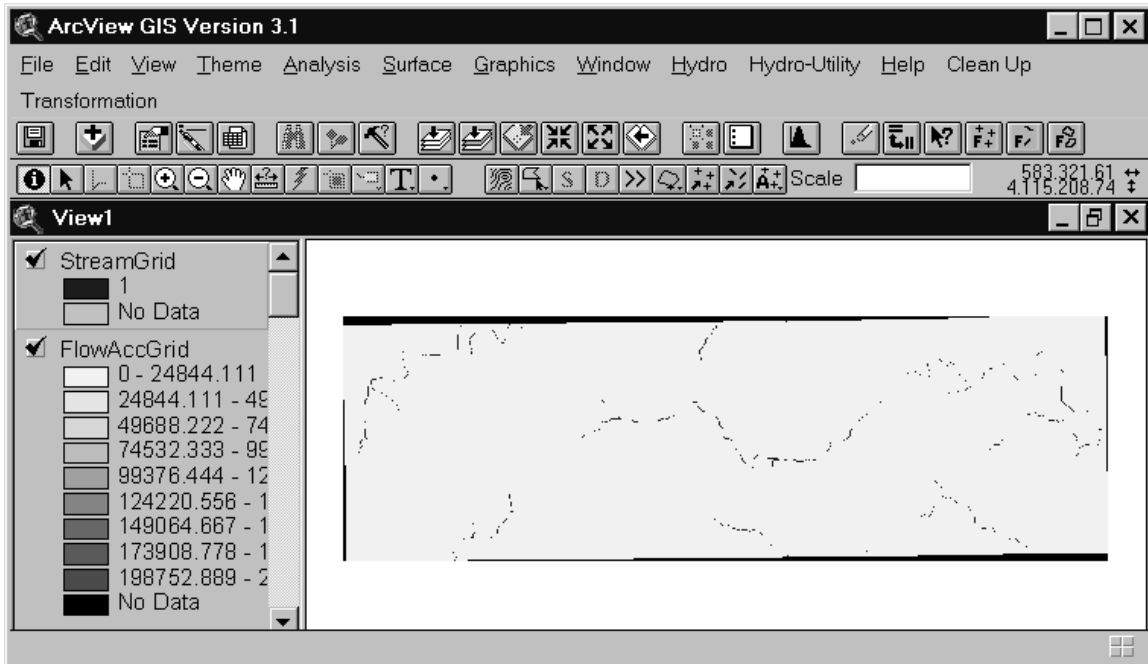 ArcView GIS Version 3.1
File Edit View Theme Analysis Surface Graphics Window Hydro Hydro-Utility Help Clean Up
Transformation
Scale
583,321.61
4,115,208.74
View1
StreamGrid
1
No Data
FlowAccGrid
0 - 24844.111
24844.111 - 49
49688.222 - 74
74532.333 - 99
99376.444 - 12
124220.556 - 1
149064.667 - 1
173908.778 - 1
198752.889 - 2
No Data